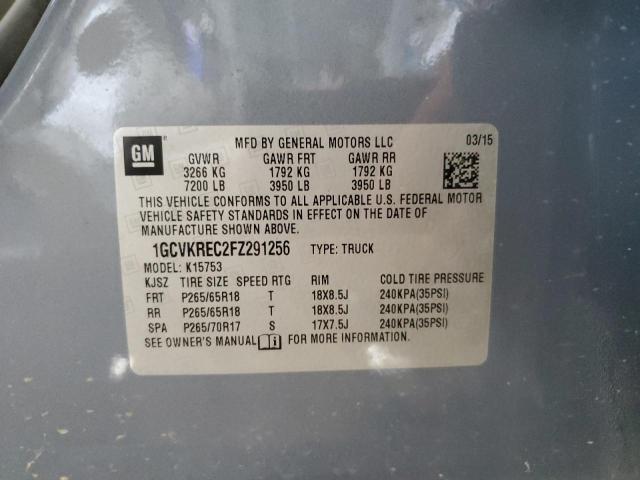 GM
MFD BY GENERAL MOTORS LLC 03/15
GVWR GAWR FRT GAWR RR
3266 KG 1792 KG 1792 KG
7200 LB 3950 LB 3950 LB
THIS VEHICLE CONFORMS TO ALL APPLICABLE U.S. FEDERAL MOTOR
VEHICLE SAFETY STANDARDS IN EFFECT ON THE DATE OF
MANUFACTURE SHOWN ABOVE.
1GCVKREC2FZ291256 TYPE: TRUCK
MODEL: K15753
KJSZ TIRE SIZE SPEED RTG RIM COLD TIRE PRESSURE
FRT P265/65R18 T 18X8.5J 240KPA(35PSI)
RR P265/65R18 T 18X8.5J 240KPA(35PSI)
SPA P265/70R17 S 17X7.5J 240KPA(35PSI)
SEE OWNER'S MANUAL FOR MORE INFORMATION.